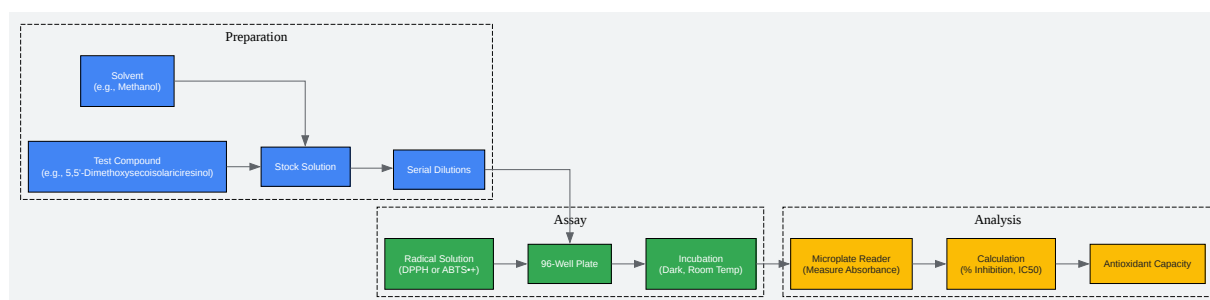 Preparation
Solvent
(e.g., Methanol)
Test Compound
(e.g., 5,5'-Dimethoxysecoisolariciresinol)
Stock Solution
Serial Dilutions
Assay
Radical Solution
(DPPH or ABTS•+)
96-Well Plate
Incubation
(Dark, Room Temp)
Analysis
Microplate Reader
(Measure Absorbance)
Calculation
(% Inhibition, IC50)
Antioxidant Capacity